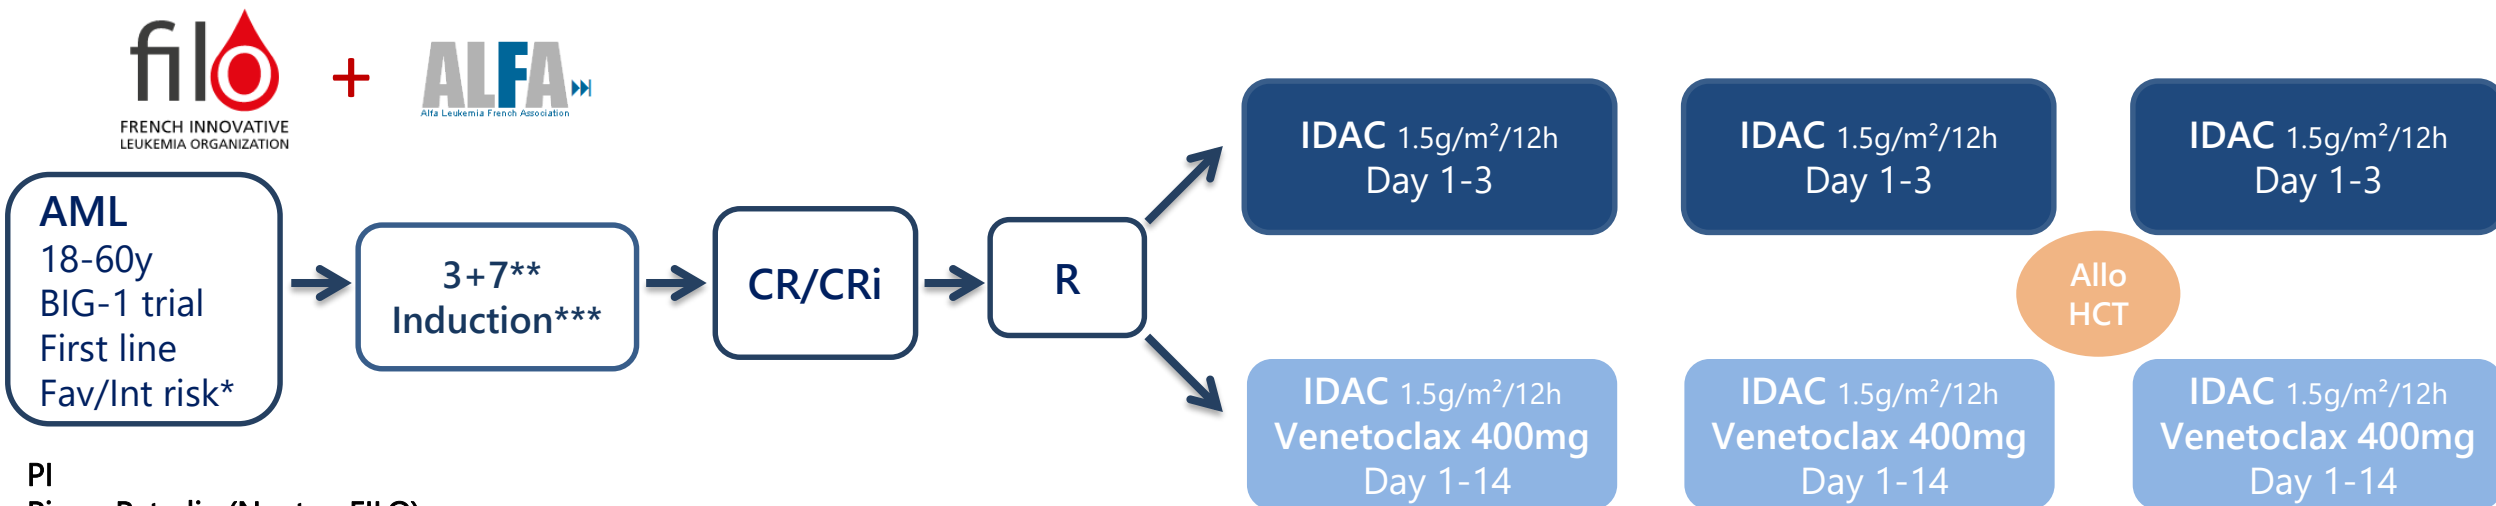 filo
FRENCH INNOVATIVE
LEUKEMIA ORGANIZATION
+
ALFA
Alfa Leukemia French Association
AML
18-60y
BIG-1 trial
First line
Fav/Int risk*
3+7**
Induction***
CR/CRi
R
IDAC 1.5g/m²/12h
Day 1-3
IDAC 1.5g/m²/12h
Day 1-3
IDAC 1.5g/m²/12h
Day 1-3
Allo
HCT
IDAC 1.5g/m²/12h
Venetoclax 400mg
Day 1-14
IDAC 1.5g/m²/12h
Venetoclax 400mg
Day 1-14
IDAC 1.5g/m²/12h
Venetoclax 400mg
Day 1-14
PI